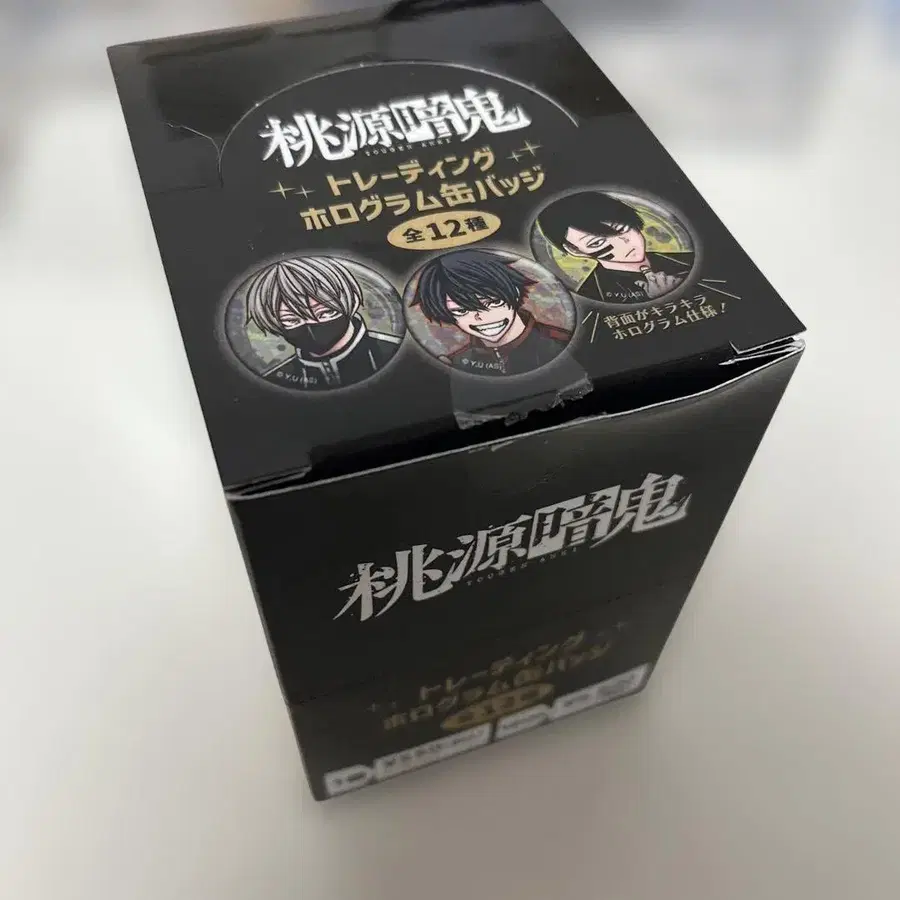 桃源暗鬼
TOUGEN ANKI
トレーディング
ホログラム缶バッジ
全12種
© Y.U (AS)
© Y.U (AS)
© Y.U (AS)
背面がキラキラ
ホログラム仕様！
桃源暗鬼
TOUGEN ANKI
トレーディング
ホログラム缶バッジ